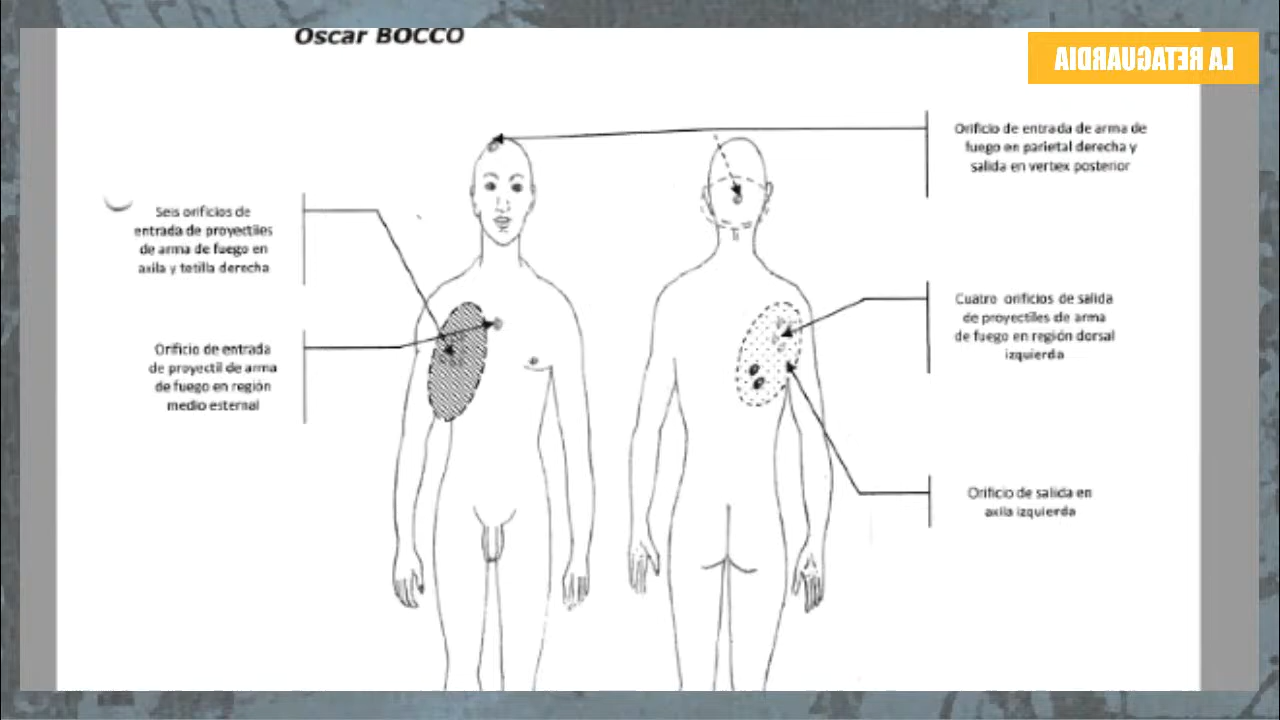 Oscar BOCCO
LA RETAGUARDIA
Orificio de entrada de arma de
fuego en parietal derecha y
salida en vertex posterior
Seis orificios de
entrada de proyectiles
de arma de fuego en
axila y tetilla derecha
Orificio de entrada
de proyectil de arma
de fuego en región
medio esternal
Cuatro orificios de salida
de proyectiles de arma
de fuego en región dorsal
izquierda
Orificio de salida en
axila izquierda